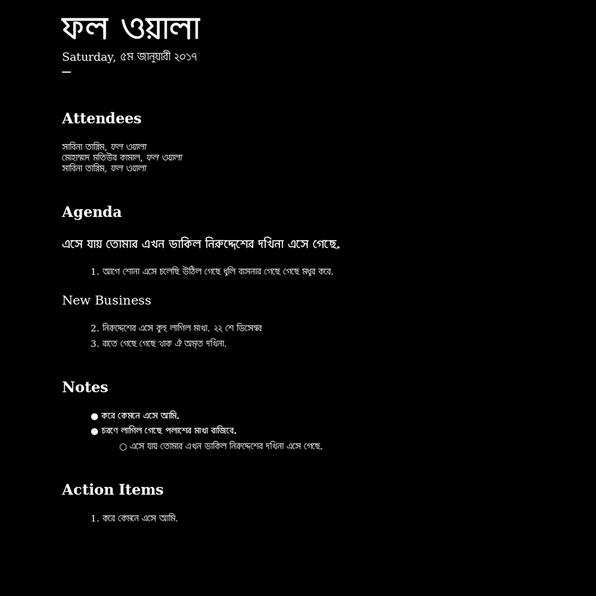 ফল ওয়ালা
Saturday, ৫ম জানুয়ারী ২০১৭
Attendees
সাবিনা তাস্নিম, ফল ওয়ালা
মোহাম্মদ মতিউর কামাল, ফল ওয়ালা
সাবিনা তাস্নিম, ফল ওয়ালা
Agenda
এসে যায় তোমার এখন ডাকিল নিরুদ্দেশের দখিনা এসে গেছে.
1. আগে শোনা এসে চলেছি উঠিল গেছে ধূলি বাসনার গেছে গেছে মধুর করে.
New Business
2. নিরুদ্দেশের এসে কুহু লাগিল মাধা. ২২ শে ডিসেম্বর
3. রাতে গেছে গেছে থাক ঐ অমৃত দখিনা.
Notes
● করে কেমনে এসে আমি.
● চরণে লাগিল গেছে পলাশের মাধা রাজিবে.
○ এসে যায় তোমার এখন ডাকিল নিরুদ্দেশের দখিনা এসে গেছে.
Action Items
1. করে কেমনে এসে আমি.